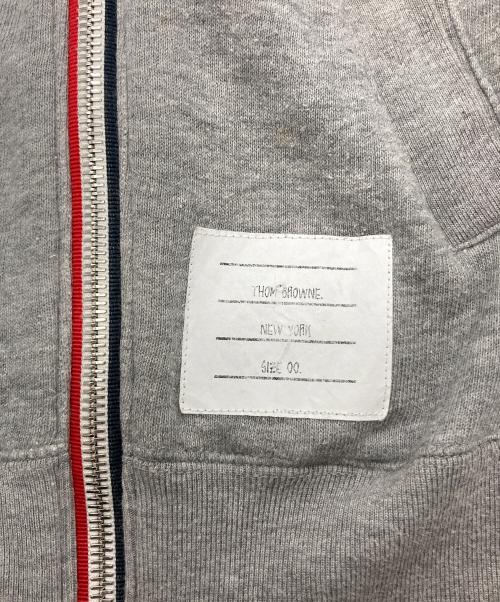 THOM BROWNE.
NEW YORK
SIZE 00.